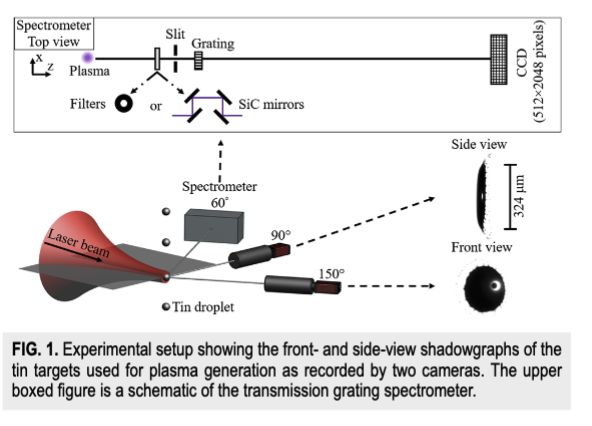 Spectrometer
Top view
Slit
Grating
X
Z
Plasma
Filters
or
SiC mirrors
CCD
(512×2048 pixels)
Side view
324 μm
Spectrometer
60°
Laser beam
90°
Front view
150°
Tin droplet
FIG. 1. Experimental setup showing the front- and side-view shadowgraphs of the
tin targets used for plasma generation as recorded by two cameras. The upper
boxed figure is a schematic of the transmission grating spectrometer.